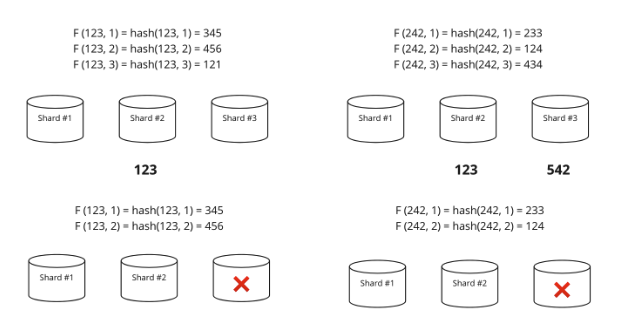 F (123, 1) = hash(123, 1) = 345
F (123, 2) = hash(123, 2) = 456
F (123, 3) = hash(123, 3) = 121
Shard #1
Shard #2
Shard #3
123
F (242, 1) = hash(242, 1) = 233
F (242, 2) = hash(242, 2) = 124
F (242, 3) = hash(242, 3) = 434
Shard #1
Shard #2
Shard #3
123
542
F (123, 1) = hash(123, 1) = 345
F (123, 2) = hash(123, 2) = 456
Shard #1
Shard #2
F (242, 1) = hash(242, 1) = 233
F (242, 2) = hash(242, 2) = 124
Shard #1
Shard #2